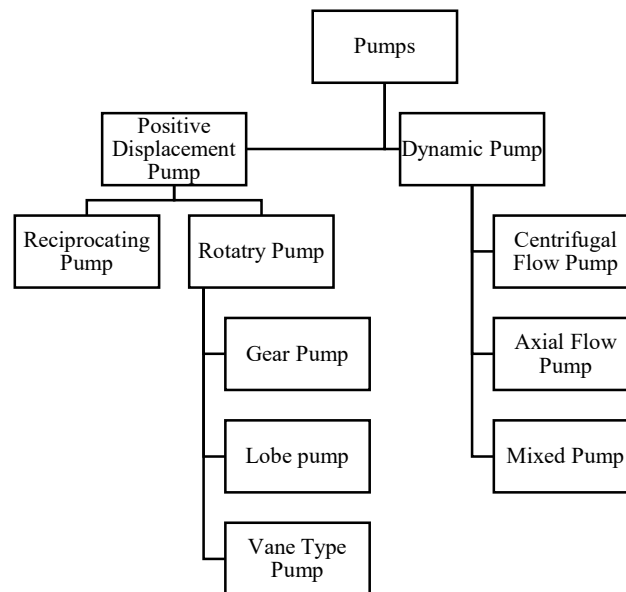 Pumps
Positive
Displacement
Pump
Dynamic Pump
Reciprocating
Pump
Rotatry Pump
Centrifugal
Flow Pump
Gear Pump
Axial Flow
Pump
Lobe pump
Mixed Pump
Vane Type
Pump